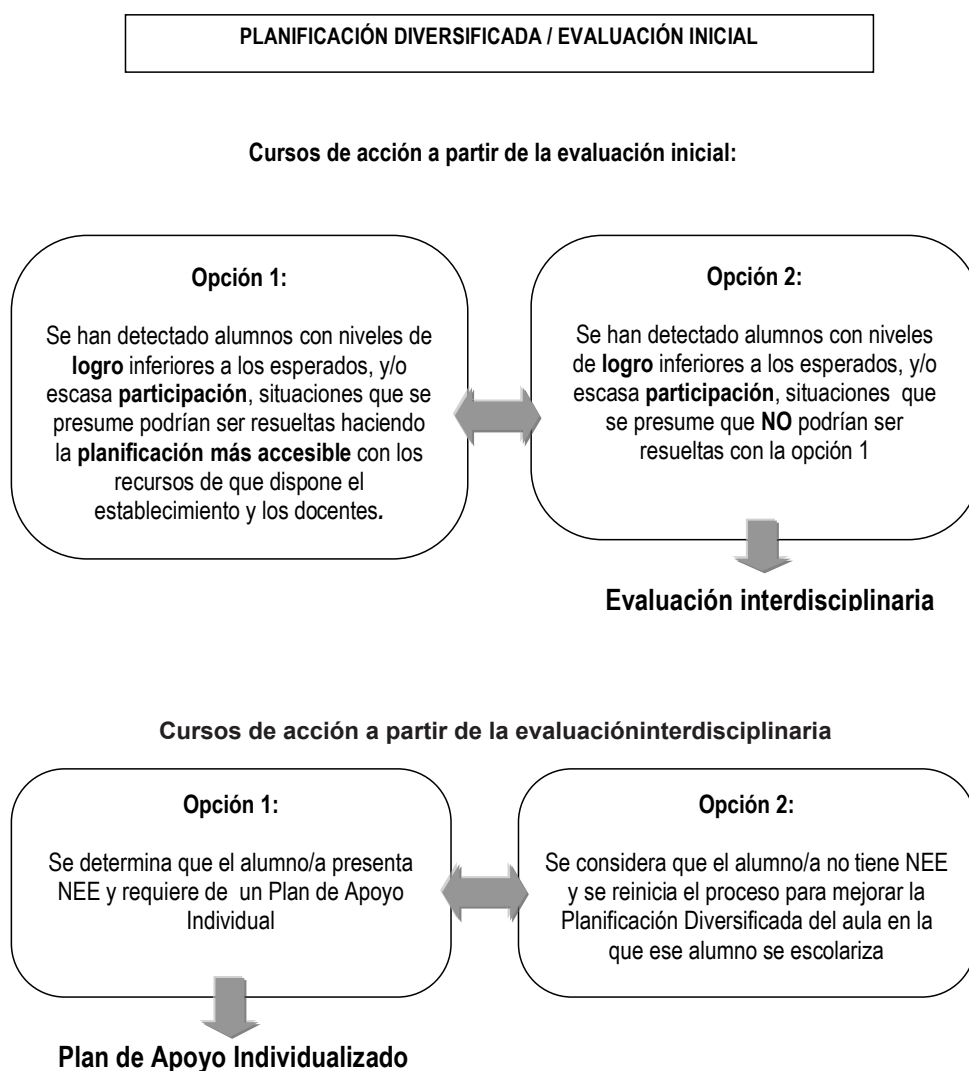 PLANIFICACIÓN DIVERSIFICADA / EVALUACIÓN INICIAL
Cursos de acción a partir de la evaluación inicial:
Opción 1:
Se han detectado alumnos con niveles de
logro inferiores a los esperados, y/o
escasa participación, situaciones que se
presume podrían ser resueltas haciendo
la planificación más accesible con los
recursos de que dispone el
establecimiento y los docentes.
Opción 2:
Se han detectado alumnos con niveles
de logro inferiores a los esperados, y/o
escasa participación, situaciones que
se presume que NO podrían ser
resueltas con la opción 1
Evaluación interdisciplinaria
Cursos de acción a partir de la evaluacióninterdisciplinaria
Opción 1:
Se determina que el alumno/a presenta
NEE y requiere de un Plan de Apoyo
Individual
Opción 2:
Se considera que el alumno/a no tiene NEE
y se reinicia el proceso para mejorar la
Planificación Diversificada del aula en la
que ese alumno se escolariza
Plan de Apoyo Individualizado